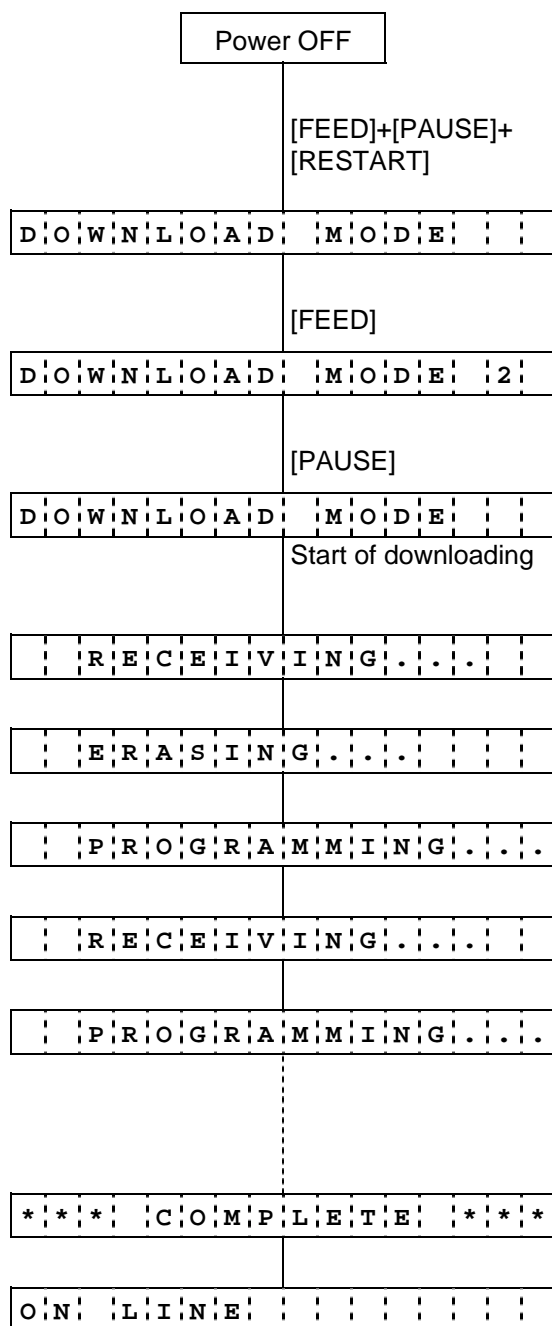 Power OFF
[FEED]+[PAUSE]+
[RESTART]
DOWNLOAD MODE
[FEED]
DOWNLOAD MODE 2
[PAUSE]
DOWNLOAD MODE
Start of downloading
RECEIVING...
ERASING...
PROGRAMMING...
RECEIVING...
PROGRAMMING...
*** COMPLETE ***
ON LINE